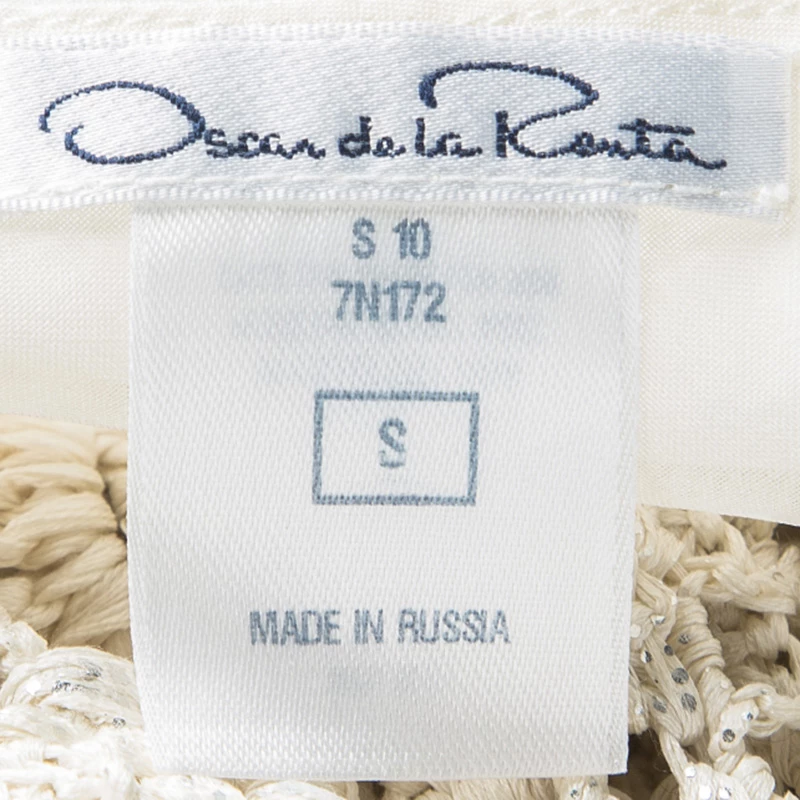 Oscar de la Renta
S 10
7N172
S
MADE IN RUSSIA